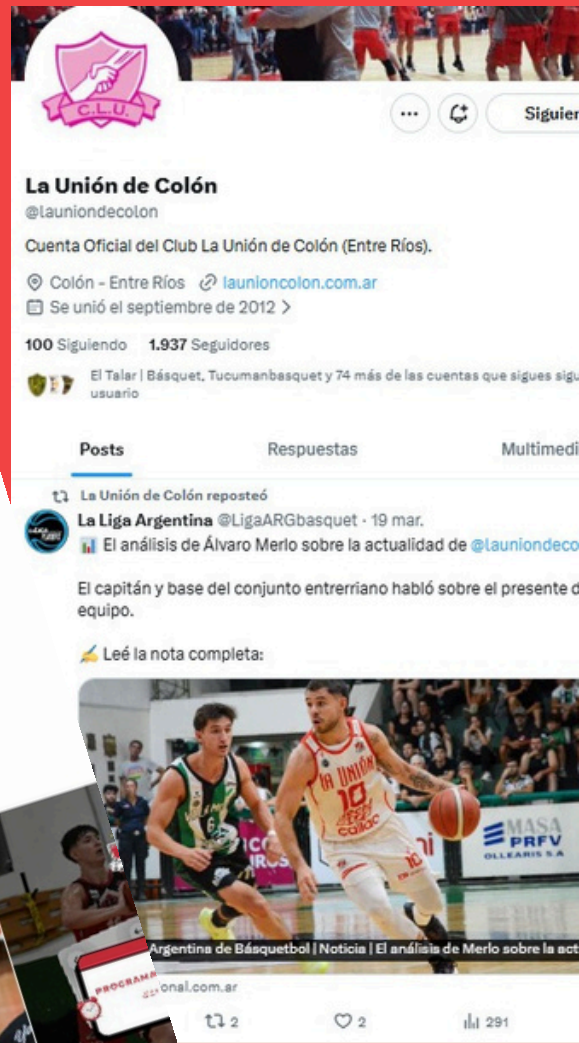 C.L.U.
Siguien
La Unión de Colón
@launiondecolon
Cuenta Oficial del Club La Unión de Colón (Entre Ríos).
Colón - Entre Ríos launioncolon.com.ar
Se unió el septiembre de 2012
100 Siguiendo 1.937 Seguidores
El Talar | Básquet, Tucumanbasquet y 74 más de las cuentas que sigues sigu
usuario
Posts Respuestas Multimedi
La Unión de Colón reposteó
La Liga Argentina @LigaARGbasquet · 19 mar.
El análisis de Álvaro Merlo sobre la actualidad de @launiondeco
El capitán y base del conjunto entrerriano habló sobre el presente d
equipo.
Leé la nota completa:
LA UNIÓN
10
6
MASA
PRFV
OLLEARIS S.A
10
Argentina de Básquetbol | Noticia | El análisis de Merlo sobre la act
onal.com.ar
PROGRAMA
2 2 291